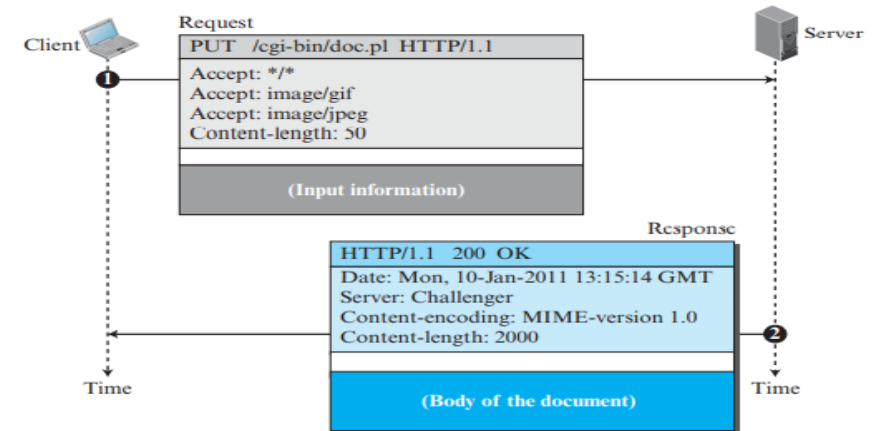 Request
Client
Server
PUT /cgi-bin/doc.pl HTTP/1.1
1
Accept: */*
Accept: image/gif
Accept: image/jpeg
Content-length: 50
(Input information)
Response
HTTP/1.1 200 OK
Date: Mon, 10-Jan-2011 13:15:14 GMT
Server: Challenger
Content-encoding: MIME-version 1.0
Content-length: 2000
2
Time
Time
(Body of the document)